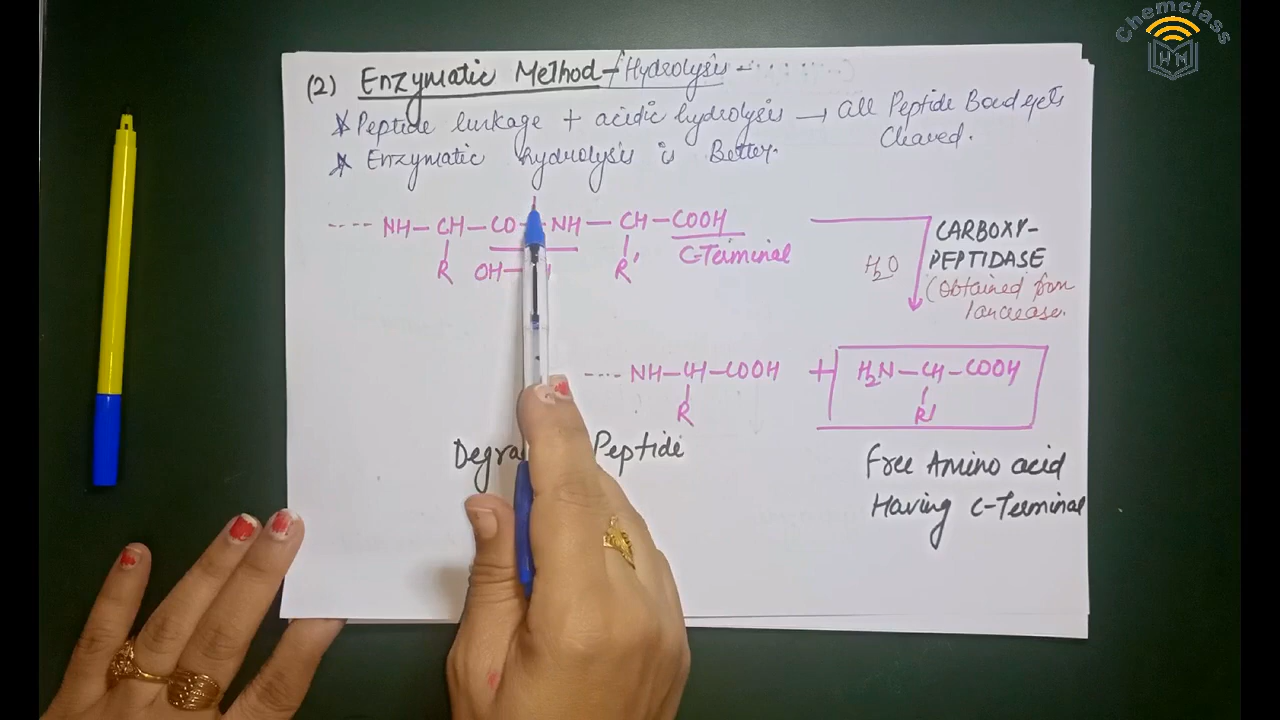 Chemclass
(2) Enzymatic Method - Hydrolysis - ......
* Peptide linkage + acidic hydrolysis → all Peptide Bond gets
Cleaved.
* Enzymatic hydrolysis is Better.
---- NH — CH — CO — NH — CH — COOH
R R'
C-Terminal
OH
H2O
CARBOXY-
PEPTIDASE
(Obtained from
---- NH — CH — COOH + H2N — CH — COOH
R R'
Peptide
Free Amino acid
Having C-Terminal